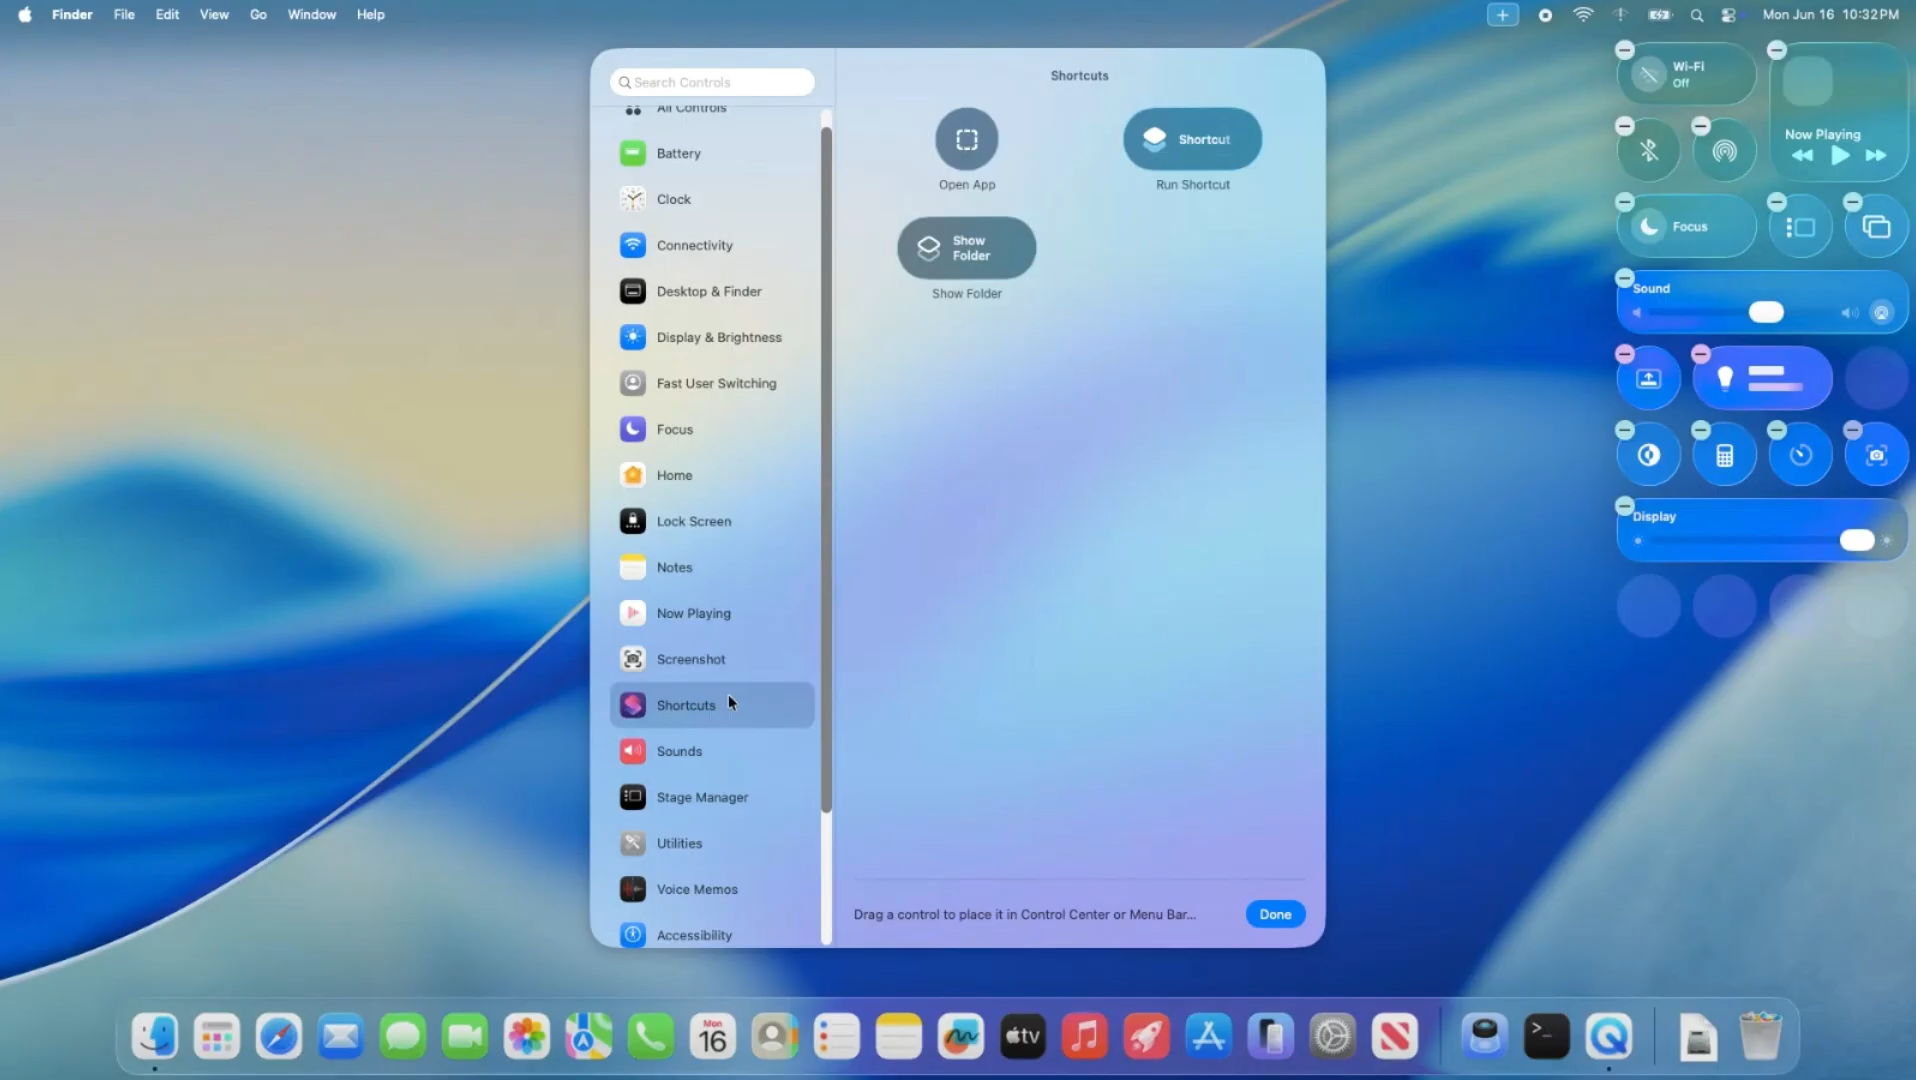 Finder File Edit View Go Window Help
Mon Jun 16 10:32 PM
Search Controls
All Controls
Battery
Clock
Connectivity
Desktop & Finder
Display & Brightness
Fast User Switching
Focus
Home
Lock Screen
Notes
Now Playing
Screenshot
Shortcuts
Sounds
Stage Manager
Utilities
Voice Memos
Accessibility
Shortcuts
Open App
Shortcut
Run Shortcut
Show
Folder
Show Folder
Drag a control to place it in Control Center or Menu Bar...
Done
Wi-Fi
Off
Now Playing
Focus
Sound
Display
Mon
16
tv